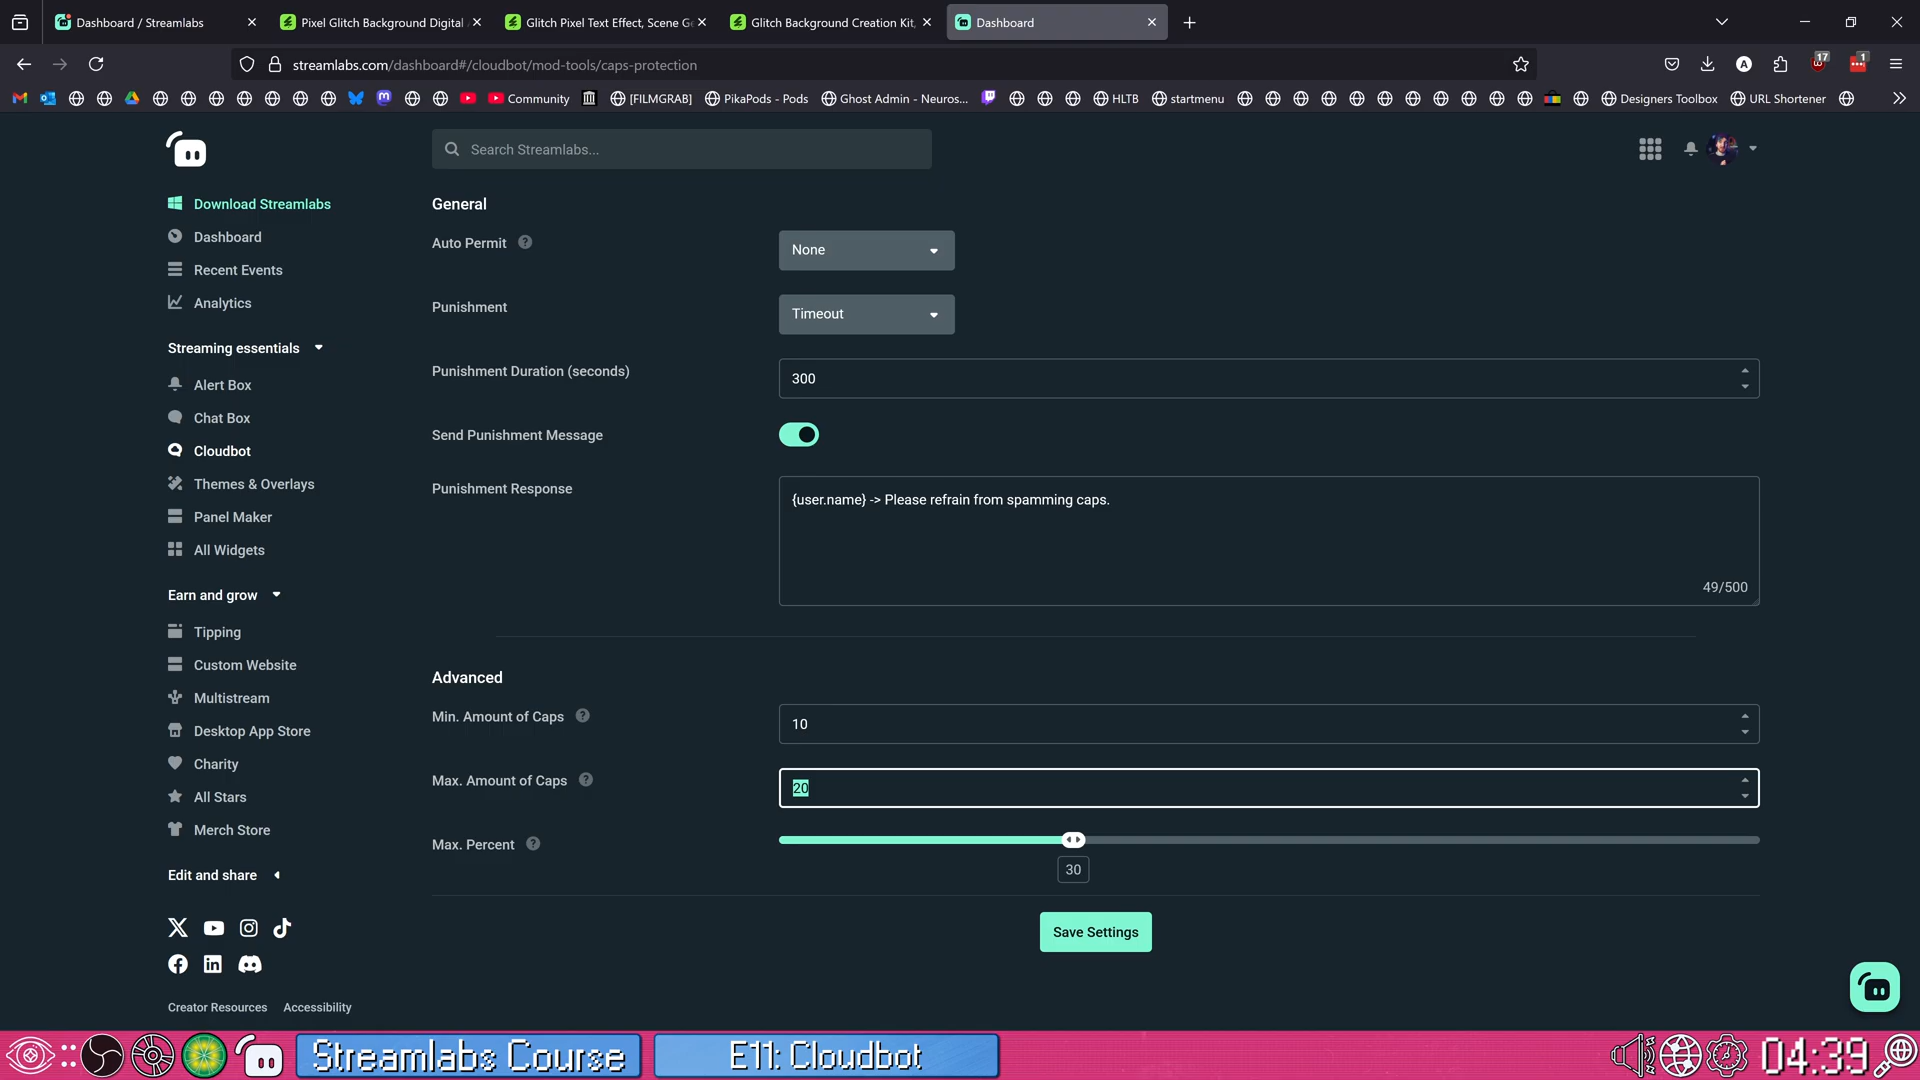 Dashboard / Streamlabs
Pixel Glitch Background Digital
Glitch Pixel Text Effect, Scene Ge
Glitch Background Creation Kit,
Dashboard
streamlabs.com/dashboard#/cloudbot/mod-tools/caps-protection
17
1
Community
[FILMGRAB]
PikaPods - Pods
Ghost Admin - Neuros...
HLTB
startmenu
Designers Toolbox
URL Shortener
Search Streamlabs...
Download Streamlabs
Dashboard
Recent Events
Analytics
Streaming essentials
Alert Box
Chat Box
Cloudbot
Themes & Overlays
Panel Maker
All Widgets
Earn and grow
Tipping
Custom Website
Multistream
Desktop App Store
Charity
All Stars
Merch Store
Edit and share
Creator Resources
Accessibility
General
Auto Permit
None
Punishment
Timeout
Punishment Duration (seconds)
300
Send Punishment Message
Punishment Response
{user.name} -> Please refrain from spamming caps.
49/500
Advanced
Min. Amount of Caps
10
Max. Amount of Caps
20
Max. Percent
30
Save Settings
Streamlabs Course
E11: Cloudbot
04:39